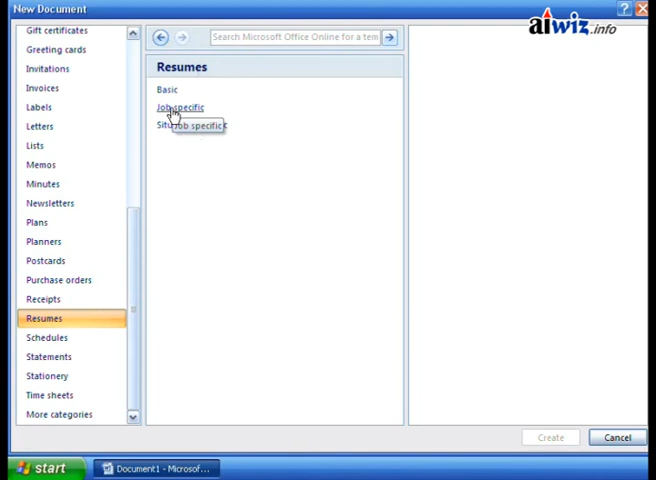 New Document
a1wiz.info
Gift certificates
Greeting cards
Invitations
Invoices
Labels
Letters
Lists
Memos
Minutes
Newsletters
Plans
Planners
Postcards
Purchase orders
Receipts
Resumes
Schedules
Statements
Stationery
Time sheets
More categories
Search Microsoft Office Online for a tem
Resumes
Basic
Job specific
Job specific
Create
Cancel
start
Document1 - Microsof...